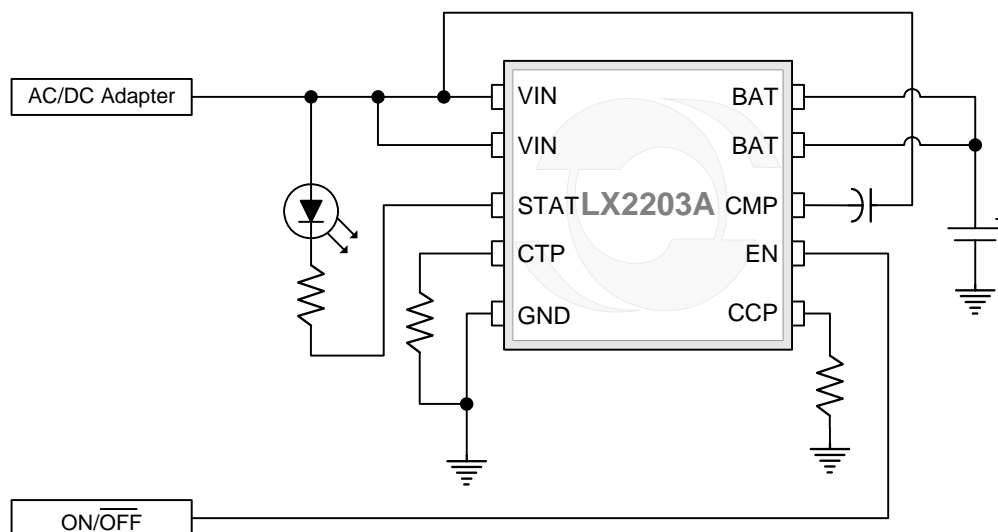 AC/DC Adapter
VIN
VIN
STAT
CTP
GND
LX2203A
BAT
BAT
CMP
EN
CCP
ON/OFF